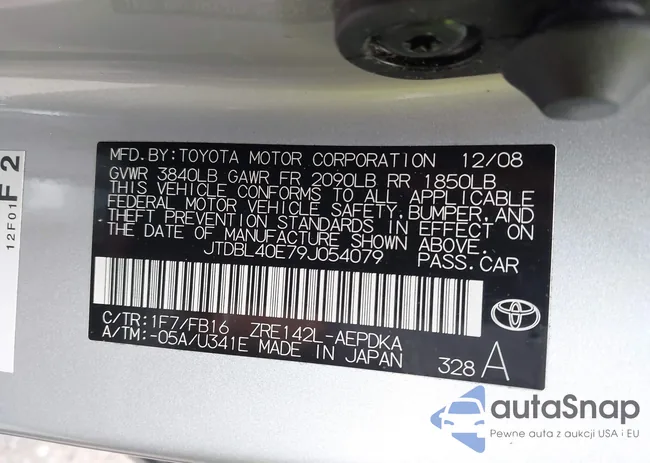 MFD.BY:TOYOTA MOTOR CORPORATION 12/08
GVWR 3840LB GAWR FR 2090LB RR 1850LB
THIS VEHICLE CONFORMS TO ALL APPLICABLE
FEDERAL MOTOR VEHICLE SAFETY, BUMPER, AND
THEFT PREVENTION STANDARDS IN EFFECT ON
THE DATE OF MANUFACTURE SHOWN ABOVE.
JTDBL40E79J054079 PASS.CAR
C/TR:1F7/FB16 ZRE142L-AEPDKA
A/TM:-05A/U341E MADE IN JAPAN 328 A
F 2
12F01
autaSnap
Pewne auta z aukcji USA i EU